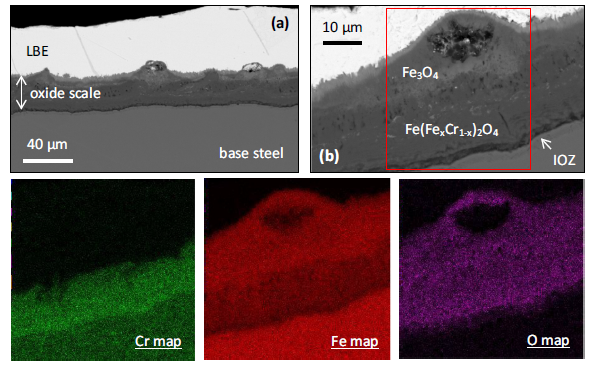 (a)
LBE
oxide scale
40 µm
base steel
10 µm
Fe₃O₄
Fe(FeₓCr₁₋ₓ)₂O₄
(b)
IOZ
Cr map
Fe map
O map